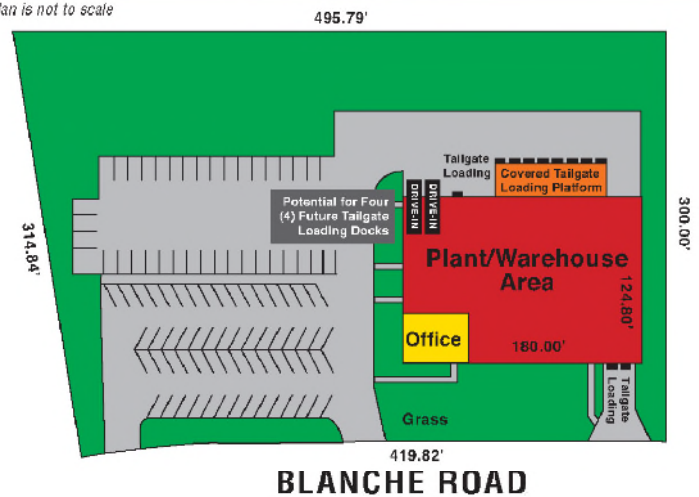 plan is not to scale
495.79'
Tailgate
Loading
Covered Tailgate
Loading Platform
DRIVE-IN
DRIVE-IN
Potential for Four
(4) Future Tailgate
Loading Docks
314.84'
300.00'
Plant/Warehouse
Area
124.80'
Office
180.00'
Tailgate
Loading
Grass
419.82'
BLANCHE ROAD